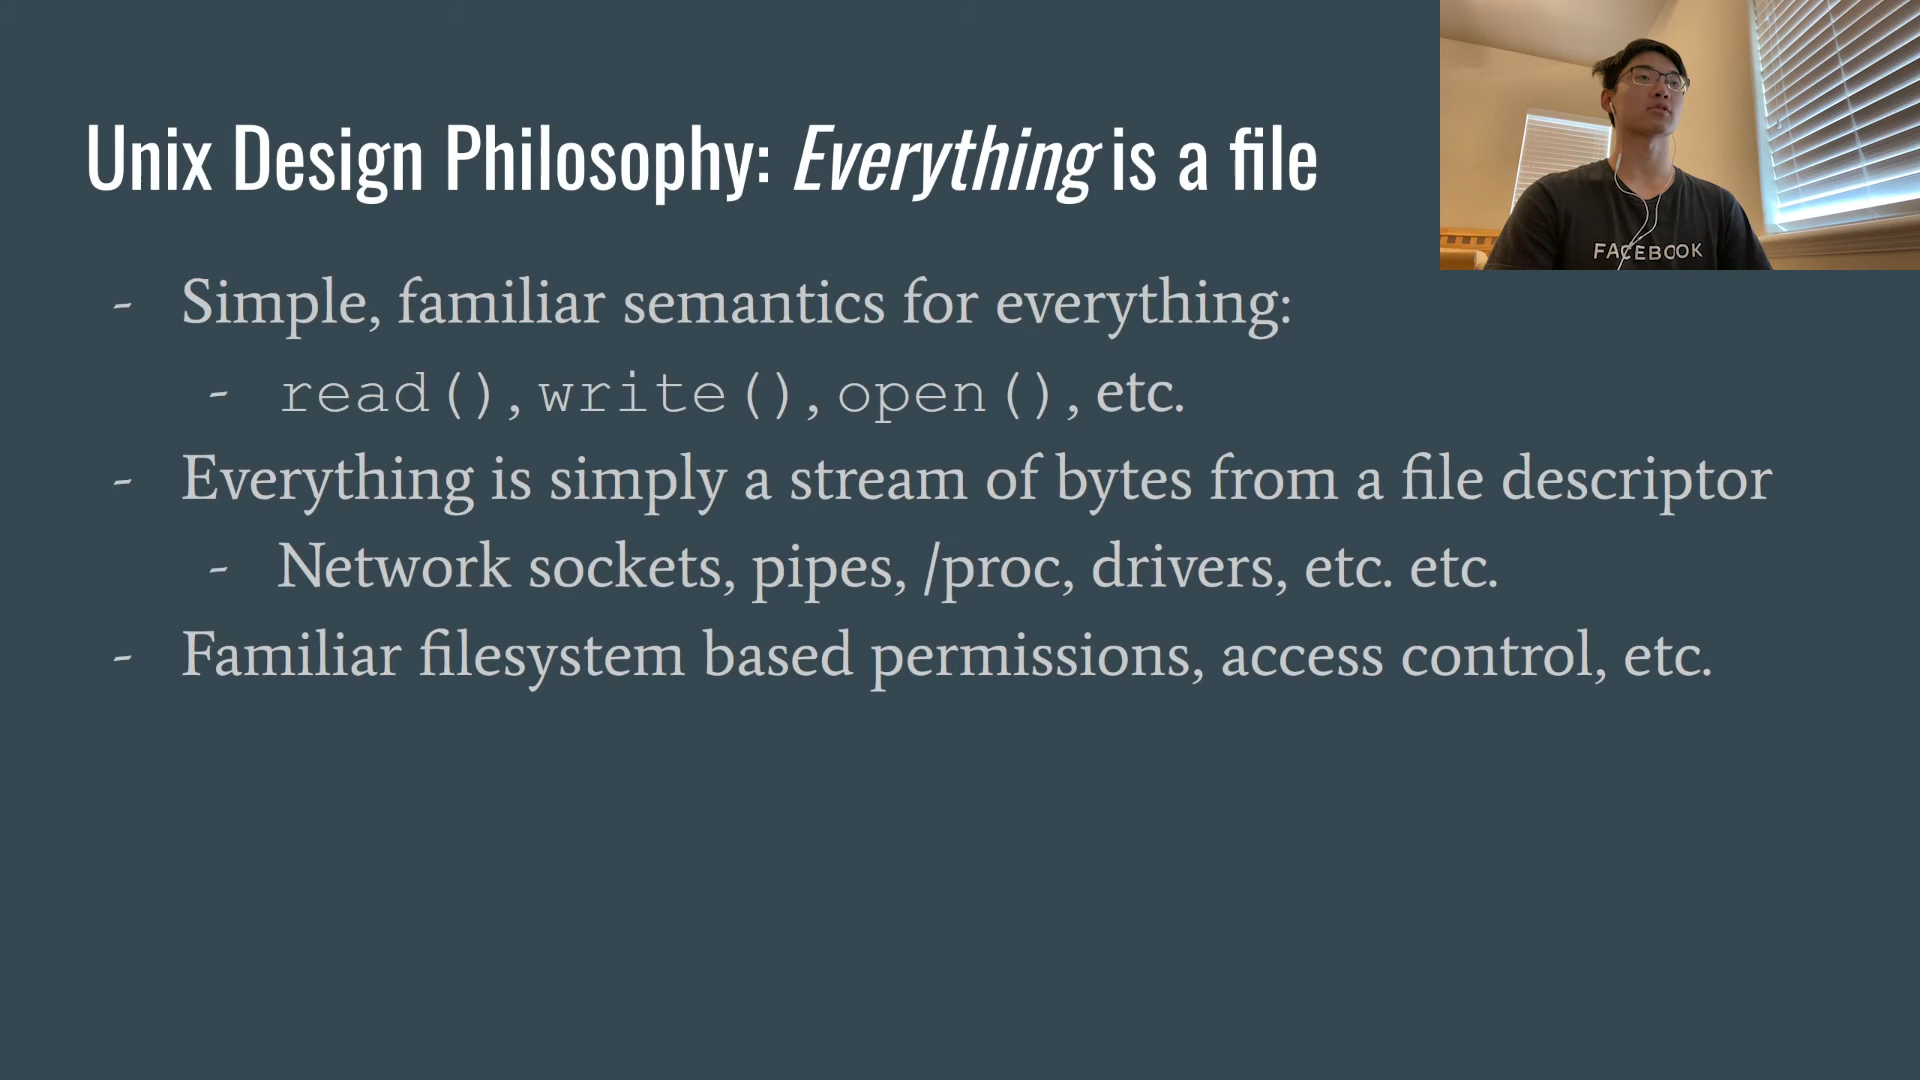 Unix Design Philosophy: Everything is a file
- Simple, familiar semantics for everything:
- read(), write(), open(), etc.
- Everything is simply a stream of bytes from a file descriptor
- Network sockets, pipes, /proc, drivers, etc. etc.
- Familiar filesystem based permissions, access control, etc.
FACEBOOK